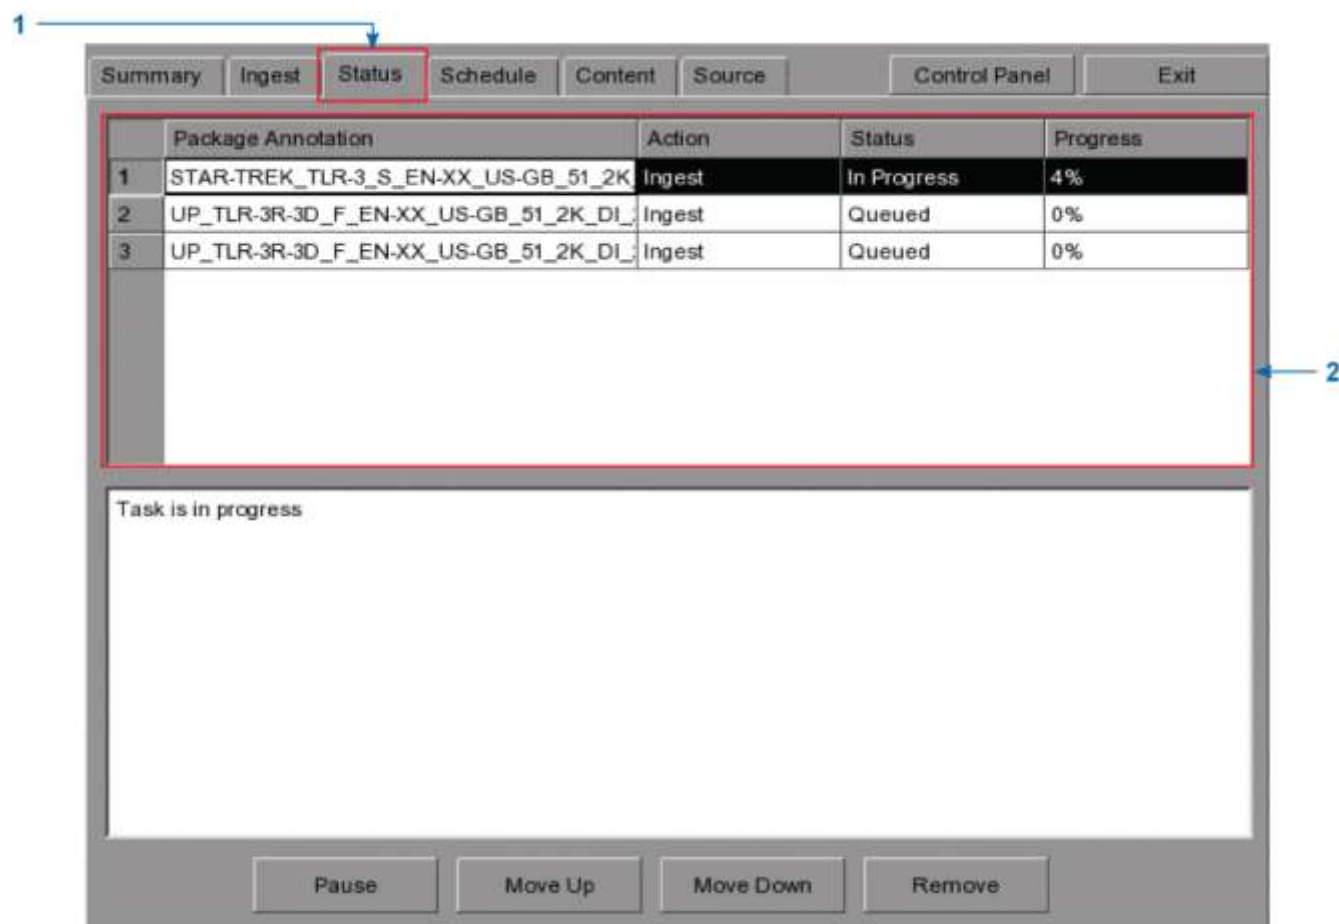 1
Summary Ingest Status Schedule Content Source Control Panel Exit
Package Annotation Action Status Progress
1 STAR-TREK_TLR-3_S_EN-XX_US-GB_51_2K Ingest In Progress 4%
2 UP_TLR-3R-3D_F_EN-XX_US-GB_51_2K_DI_ Ingest Queued 0%
3 UP_TLR-3R-3D_F_EN-XX_US-GB_51_2K_DI_ Ingest Queued 0%
2
Task is in progress
Pause Move Up Move Down Remove